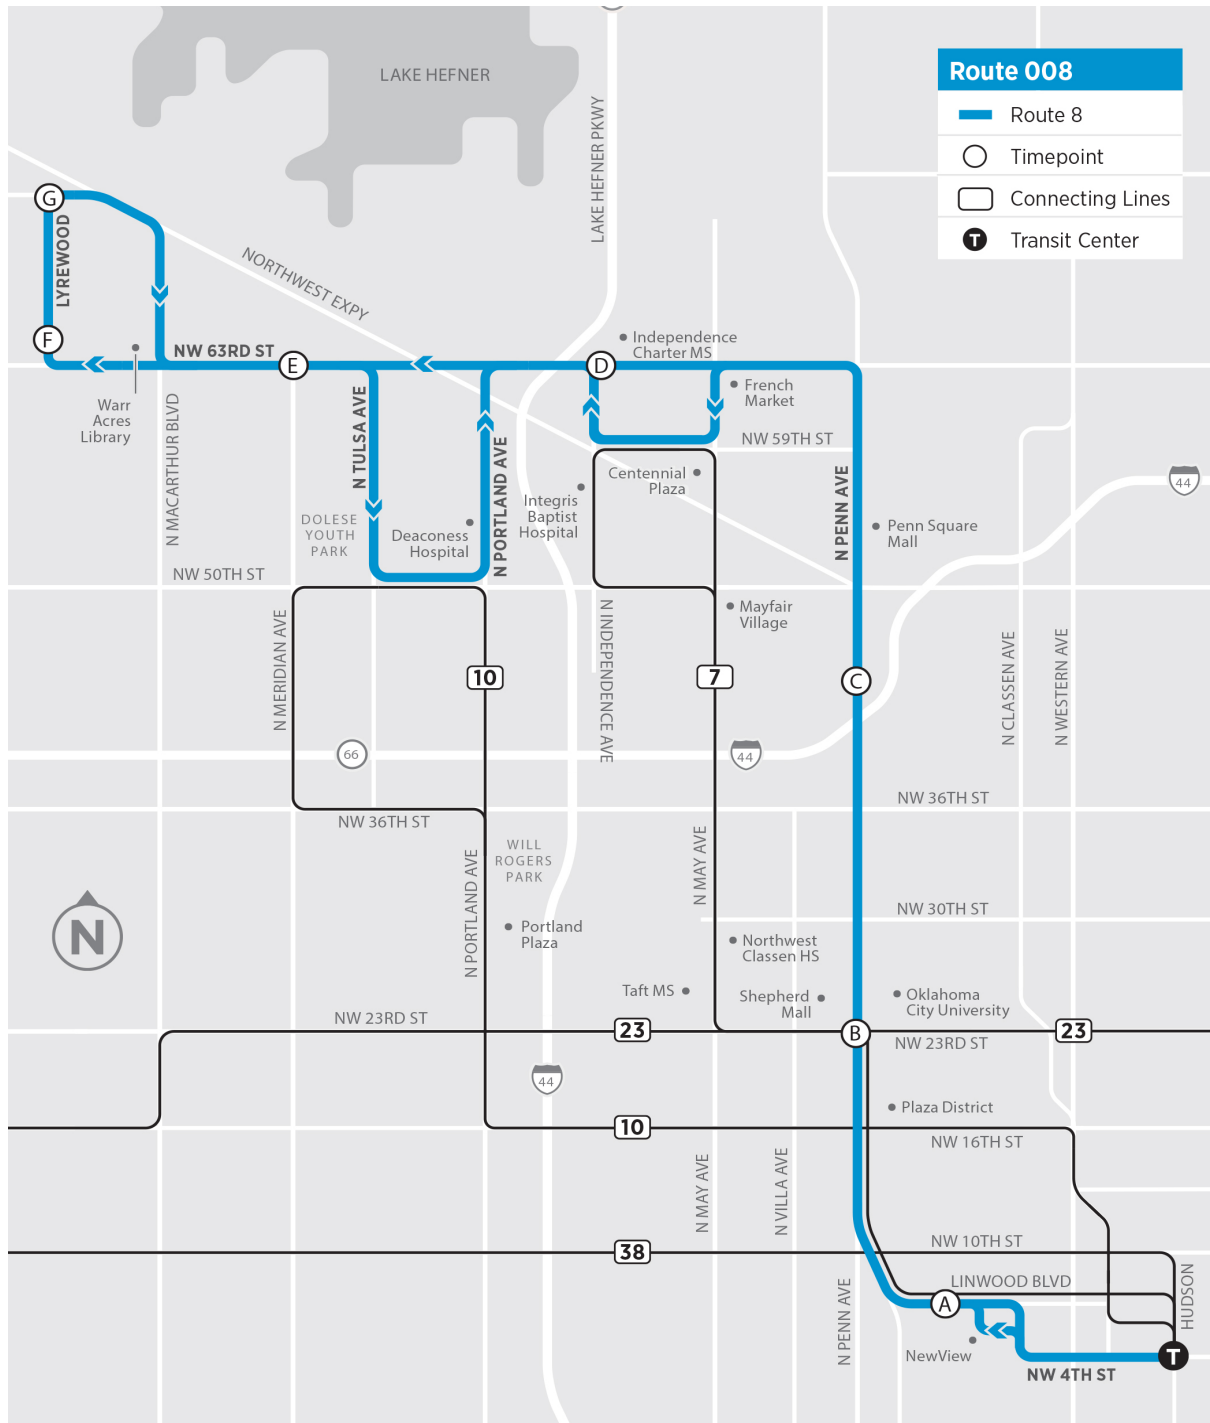 LAKE HEFNER
Route 008
Route 8
Timepoint
Connecting Lines
T
Transit Center
LAKE HEFNER PKWY
G
LYREWOOD
NORTHWEST EXPY
F
NW 63RD ST
E
D
Independence
Charter MS
French
Market
Warr
Acres
Library
N MACARTHUR BLVD
N TULSA AVE
N PORTLAND AVE
NW 59TH ST
Centennial
Plaza
N PENN AVE
44
Integris
Baptist
Hospital
DOLESE
YOUTH
PARK
Deaconess
Hospital
Penn Square
Mall
NW 50TH ST
N MERIDIAN AVE
N INDEPENDENCE AVE
Mayfair
Village
N CLASSEN AVE
N WESTERN AVE
10
7
C
66
44
NW 36TH ST
NW 36TH ST
WILL
ROGERS
PARK
N PORTLAND AVE
N MAY AVE
NW 30TH ST
N
Portland
Plaza
Northwest
Classen HS
Taft MS
Shepherd
Mall
Oklahoma
City University
NW 23RD ST
23
B
23
NW 23RD ST
44
Plaza District
10
NW 16TH ST
N MAY AVE
N VILLA AVE
38
NW 10TH ST
LINWOOD BLVD
HUDSON
A
N PENN AVE
NewView
T
NW 4TH ST